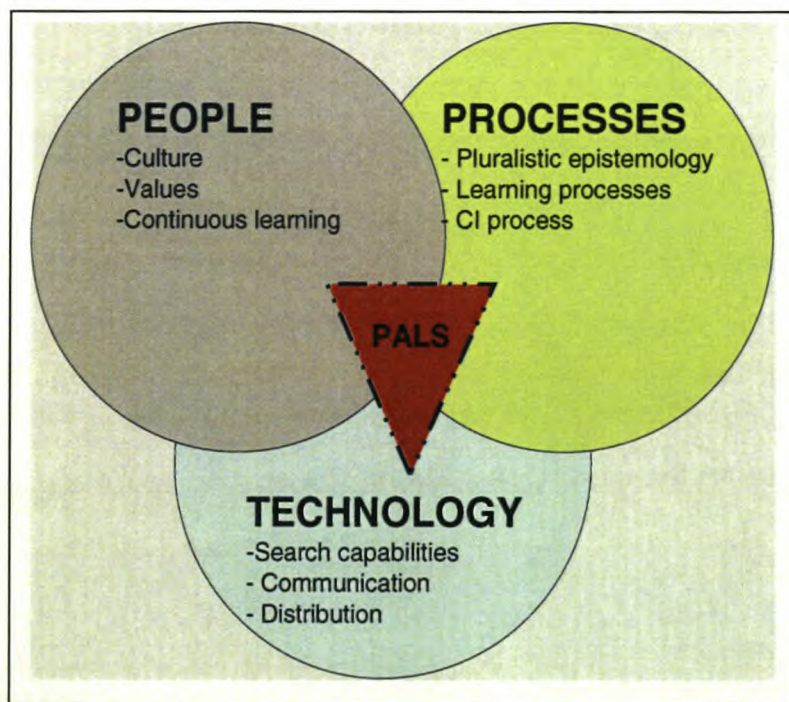 PEOPLE
-Culture
-Values
-Continuous learning
PROCESSES
- Pluralistic epistemology
- Learning processes
- CI process
PALS
TECHNOLOGY
-Search capabilities
- Communication
- Distribution